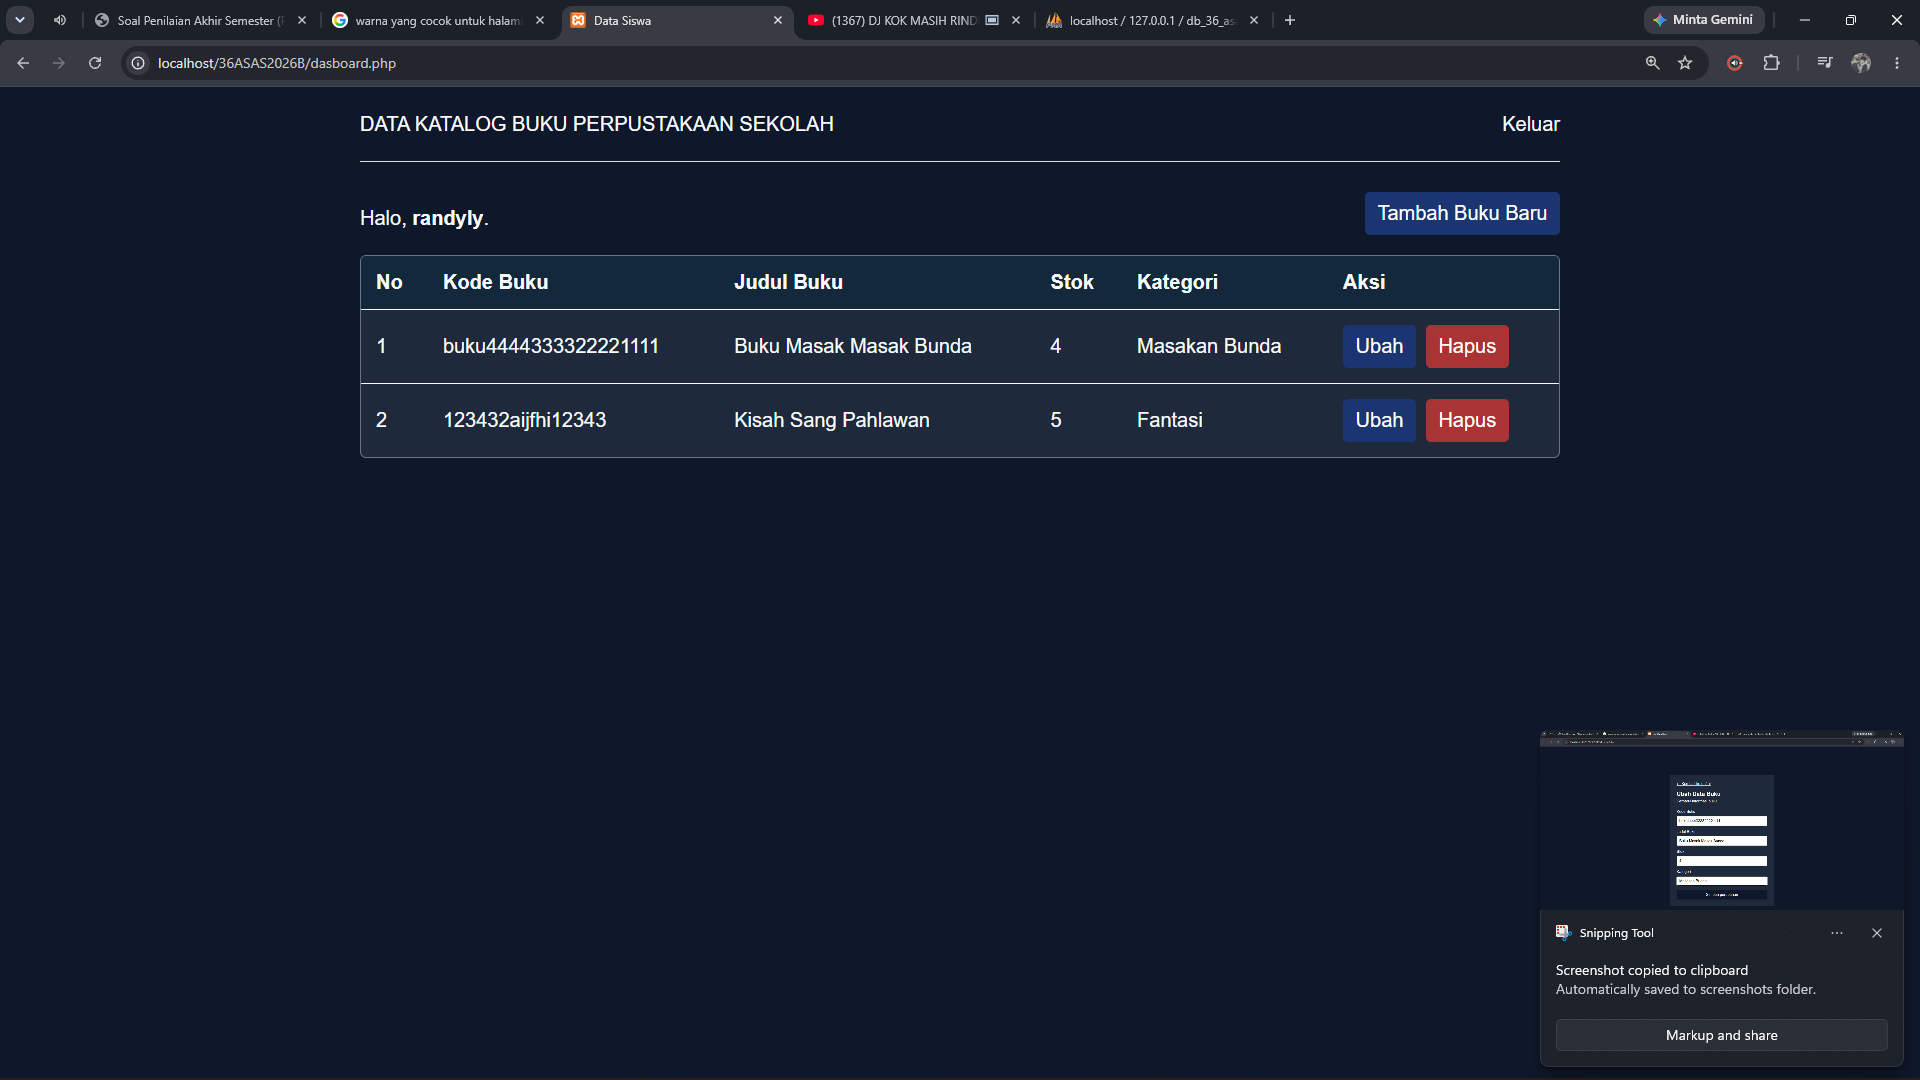 Soal Penilaian Akhir Semester (P
warna yang cocok untuk halam
Data Siswa
(1367) DJ KOK MASIH RIND
localhost / 127.0.0.1 / db_36_as
Minta Gemini
localhost/36ASAS2026B/dasboard.php
DATA KATALOG BUKU PERPUSTAKAAN SEKOLAH
Keluar
Halo, randyly.
Tambah Buku Baru
No Kode Buku Judul Buku Stok Kategori Aksi
1 buku4444333322221111 Buku Masak Masak Bunda 4 Masakan Bunda Ubah Hapus
2 123432aijfhi12343 Kisah Sang Pahlawan 5 Fantasi Ubah Hapus
Ubah Data Buku
Snipping Tool
Screenshot copied to clipboard
Automatically saved to screenshots folder.
Markup and share